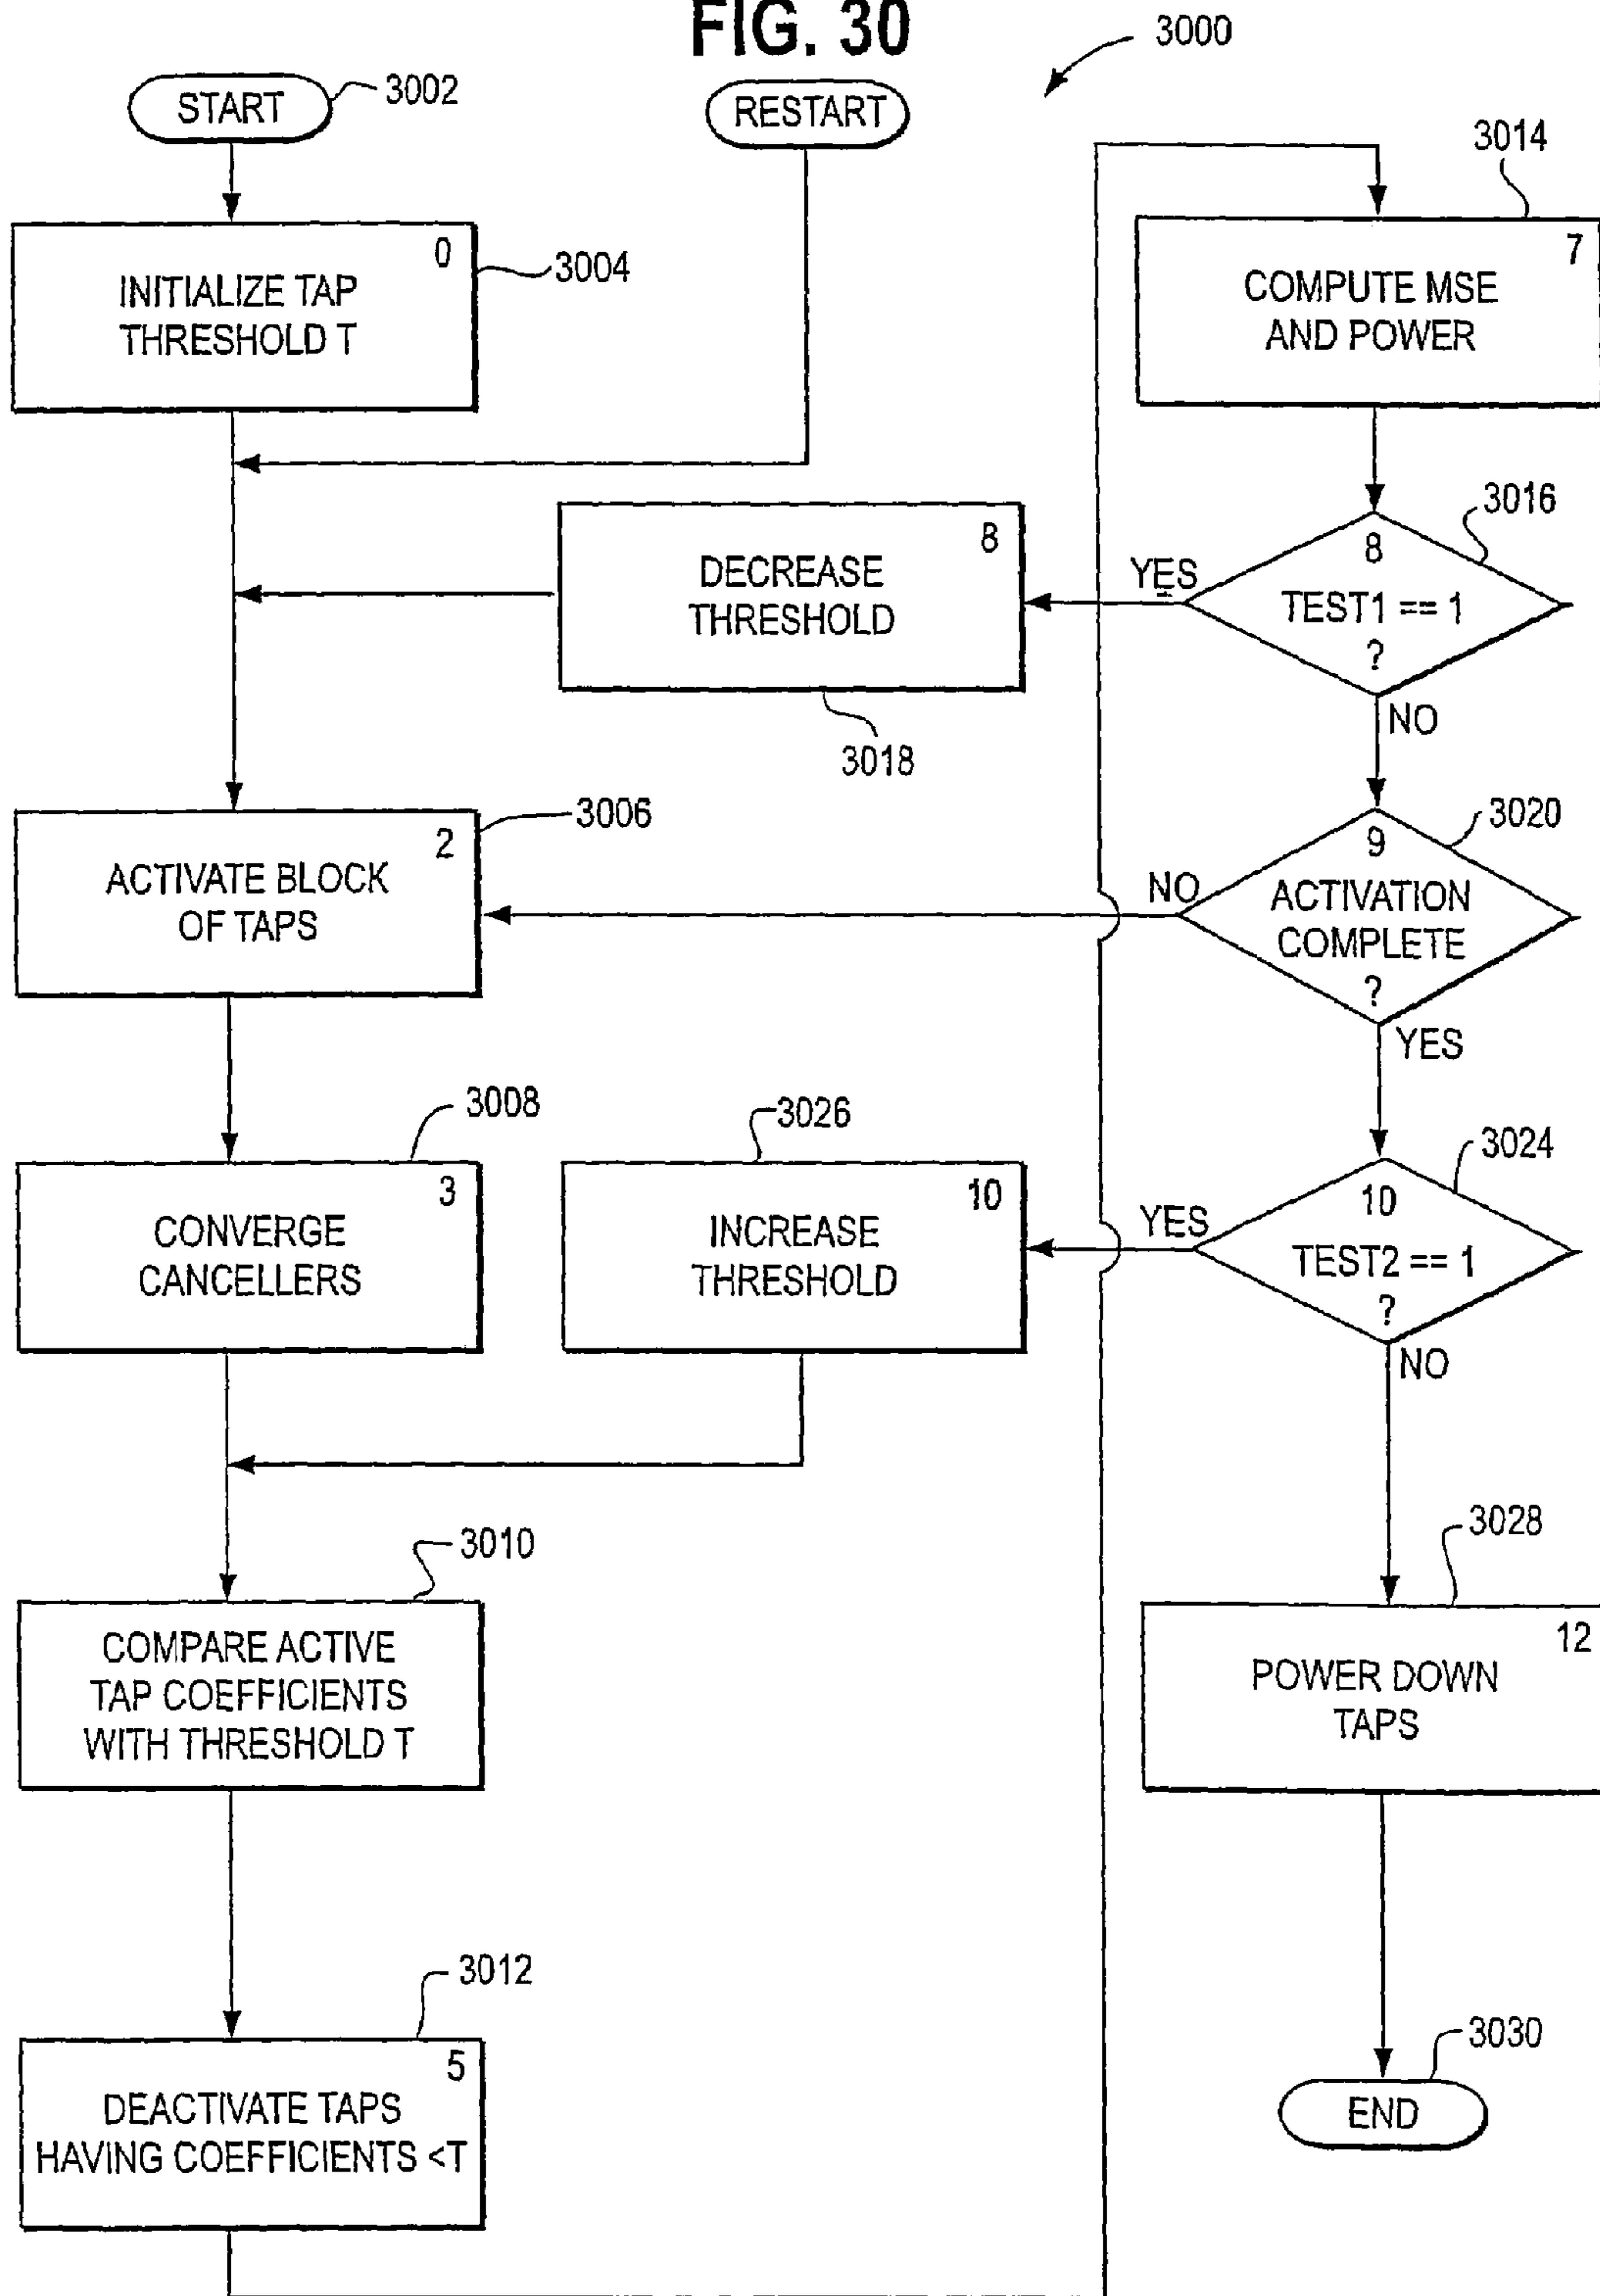 FIG. 30
3000
START
3002
RESTART
0
INITIALIZE TAP
THRESHOLD T
3004
3014
7
COMPUTE MSE
AND POWER
8
DECREASE
THRESHOLD
3018
YES
3016
8
TEST1 == 1
?
NO
3006
2
ACTIVATE BLOCK
OF TAPS
NO
3020
9
ACTIVATION
COMPLETE
?
YES
3008
3
CONVERGE
CANCELLERS
3026
10
INCREASE
THRESHOLD
YES
3024
10
TEST2 == 1
?
NO
3010
COMPARE ACTIVE
TAP COEFFICIENTS
WITH THRESHOLD T
3028
12
POWER DOWN
TAPS
3012
5
DEACTIVATE TAPS
HAVING COEFFICIENTS <T
3030
END